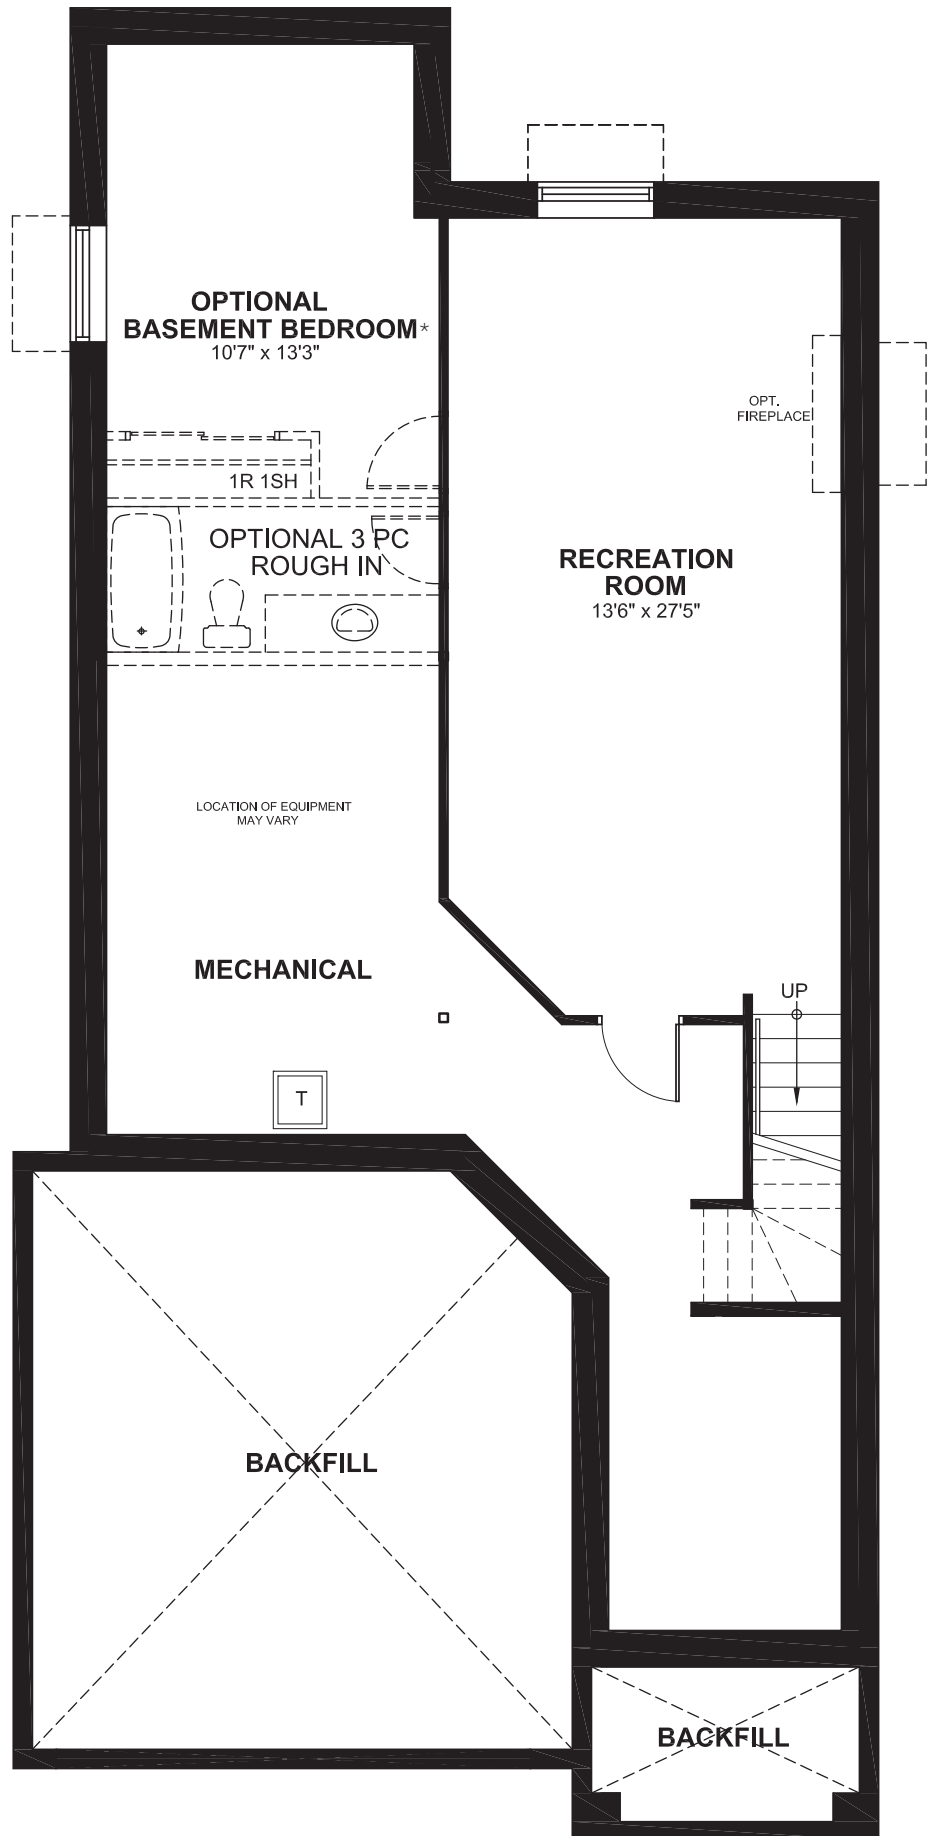 OPTIONAL
BASEMENT BEDROOM*
10'7" x 13'3"
OPT.
FIREPLACE
1R 1SH
OPTIONAL 3 PC
ROUGH IN
RECREATION
ROOM
13'6" x 27'5"
LOCATION OF EQUIPMENT
MAY VARY
MECHANICAL
UP
T
BACKFILL
BACKFILL